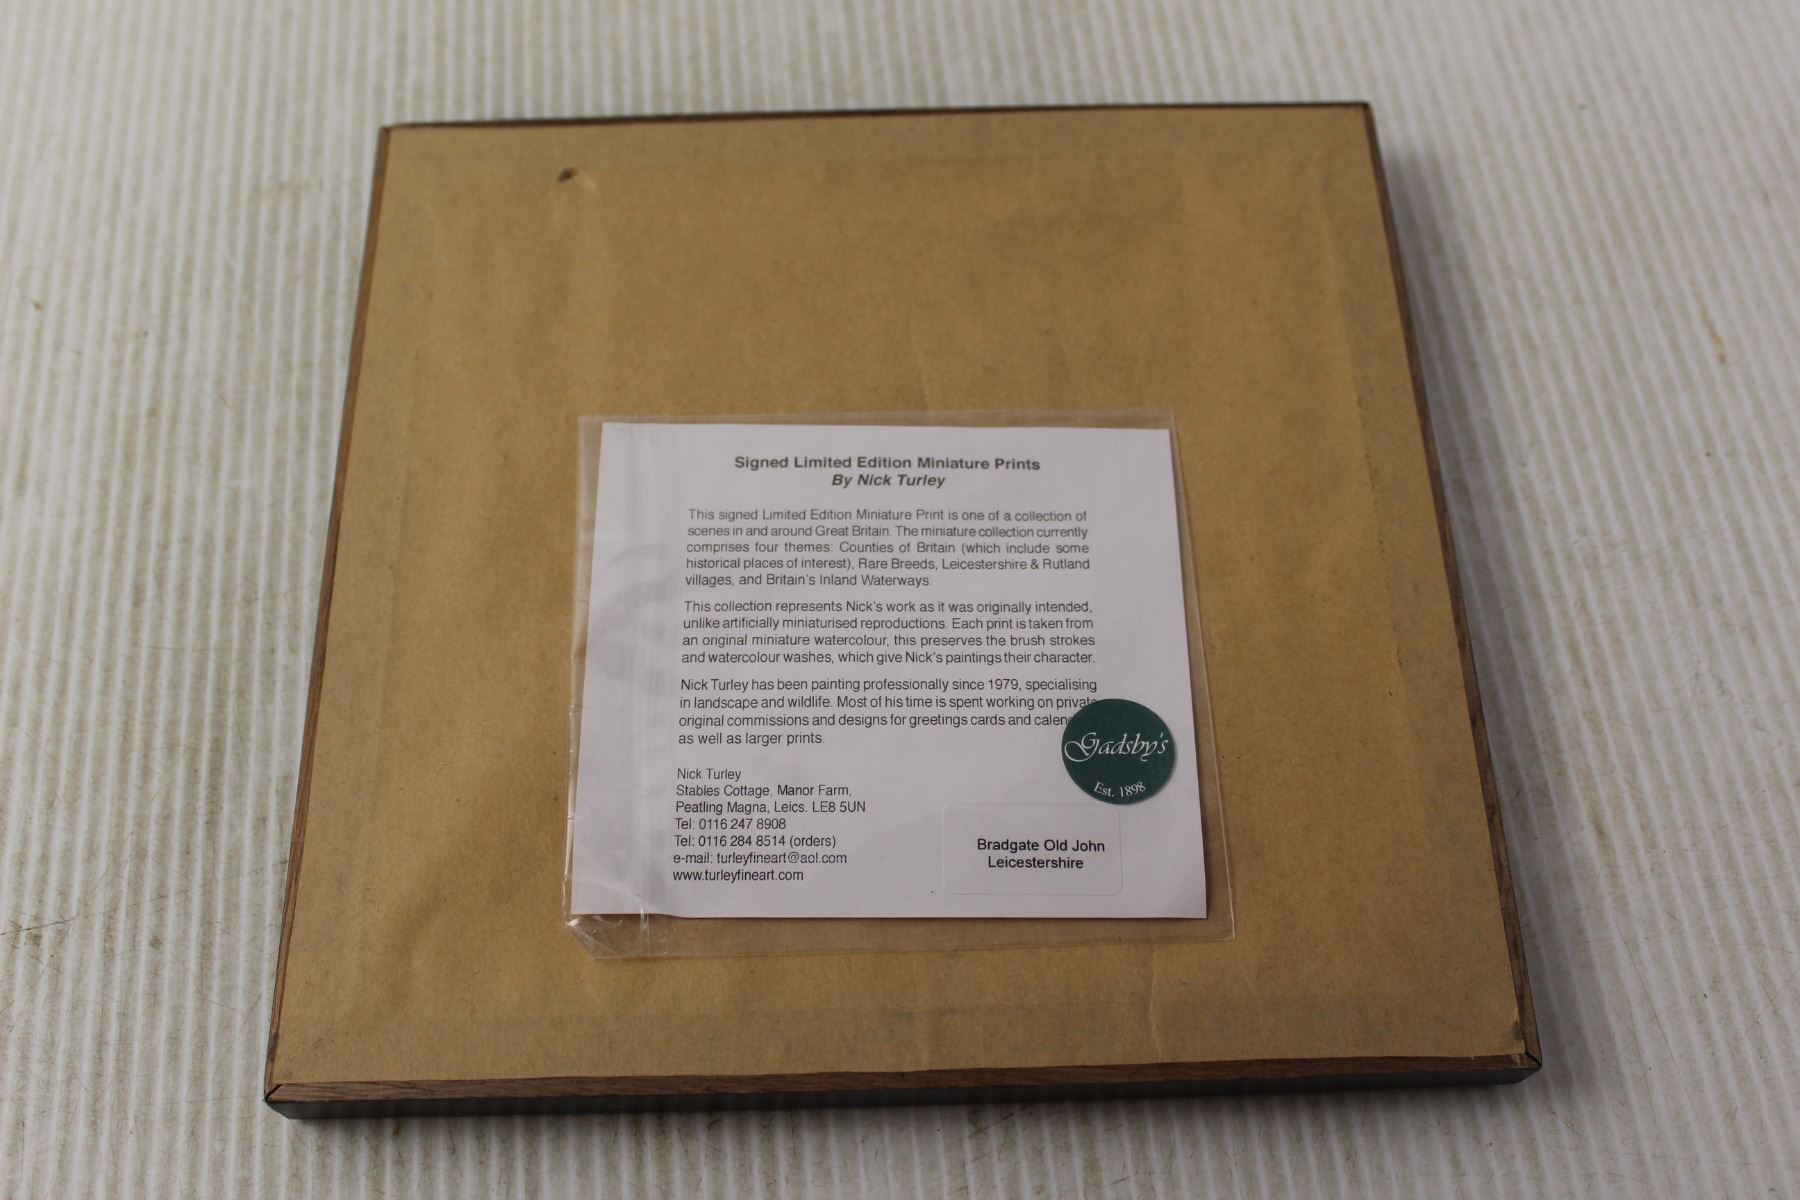 Signed Limited Edition Miniature Prints
By Nick Turley
This signed Limited Edition Miniature Print is one of a collection of
scenes in and around Great Britain. The miniature collection currently
comprises four themes: Counties of Britain (which include some
historical places of interest), Rare Breeds, Leicestershire & Rutland
villages, and Britain's Inland Waterways.
This collection represents Nick's work as it was originally intended,
unlike artificially miniaturised reproductions. Each print is taken from
an original miniature watercolour, this preserves the brush strokes
and watercolour washes, which give Nick's paintings their character.
Nick Turley has been painting professionally since 1979, specialising
in landscape and wildlife. Most of his time is spent working on private
original commissions and designs for greetings cards and calen
as well as larger prints.
Gadsby's
Est. 1898
Nick Turley
Stables Cottage, Manor Farm,
Peatling Magna, Leics. LE8 5UN
Tel: 0116 247 8908
Tel: 0116 284 8514 (orders)
e-mail: turleyfineart@aol.com
www.turleyfineart.com
Bradgate Old John
Leicestershire